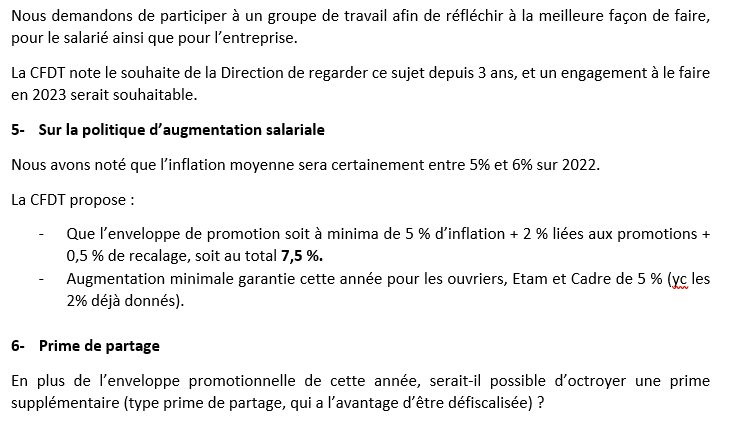 Nous demandons de participer à un groupe de travail afin de réfléchir à la meilleure façon de faire,
pour le salarié ainsi que pour l'entreprise.
La CFDT note le souhaite de la Direction de regarder ce sujet depuis 3 ans, et un engagement à le faire
en 2023 serait souhaitable.
5- Sur la politique d'augmentation salariale
Nous avons noté que l'inflation moyenne sera certainement entre 5% et 6% sur 2022.
La CFDT propose :
- Que l'enveloppe de promotion soit à minima de 5 % d'inflation + 2 % liées aux promotions +
0,5 % de recalage, soit au total 7,5 %.
- Augmentation minimale garantie cette année pour les ouvriers, Etam et Cadre de 5 % (yc les
2% déjà donnés).
6- Prime de partage
En plus de l'enveloppe promotionnelle de cette année, serait-il possible d'octroyer une prime
supplémentaire (type prime de partage, qui a l'avantage d'être défiscalisée) ?